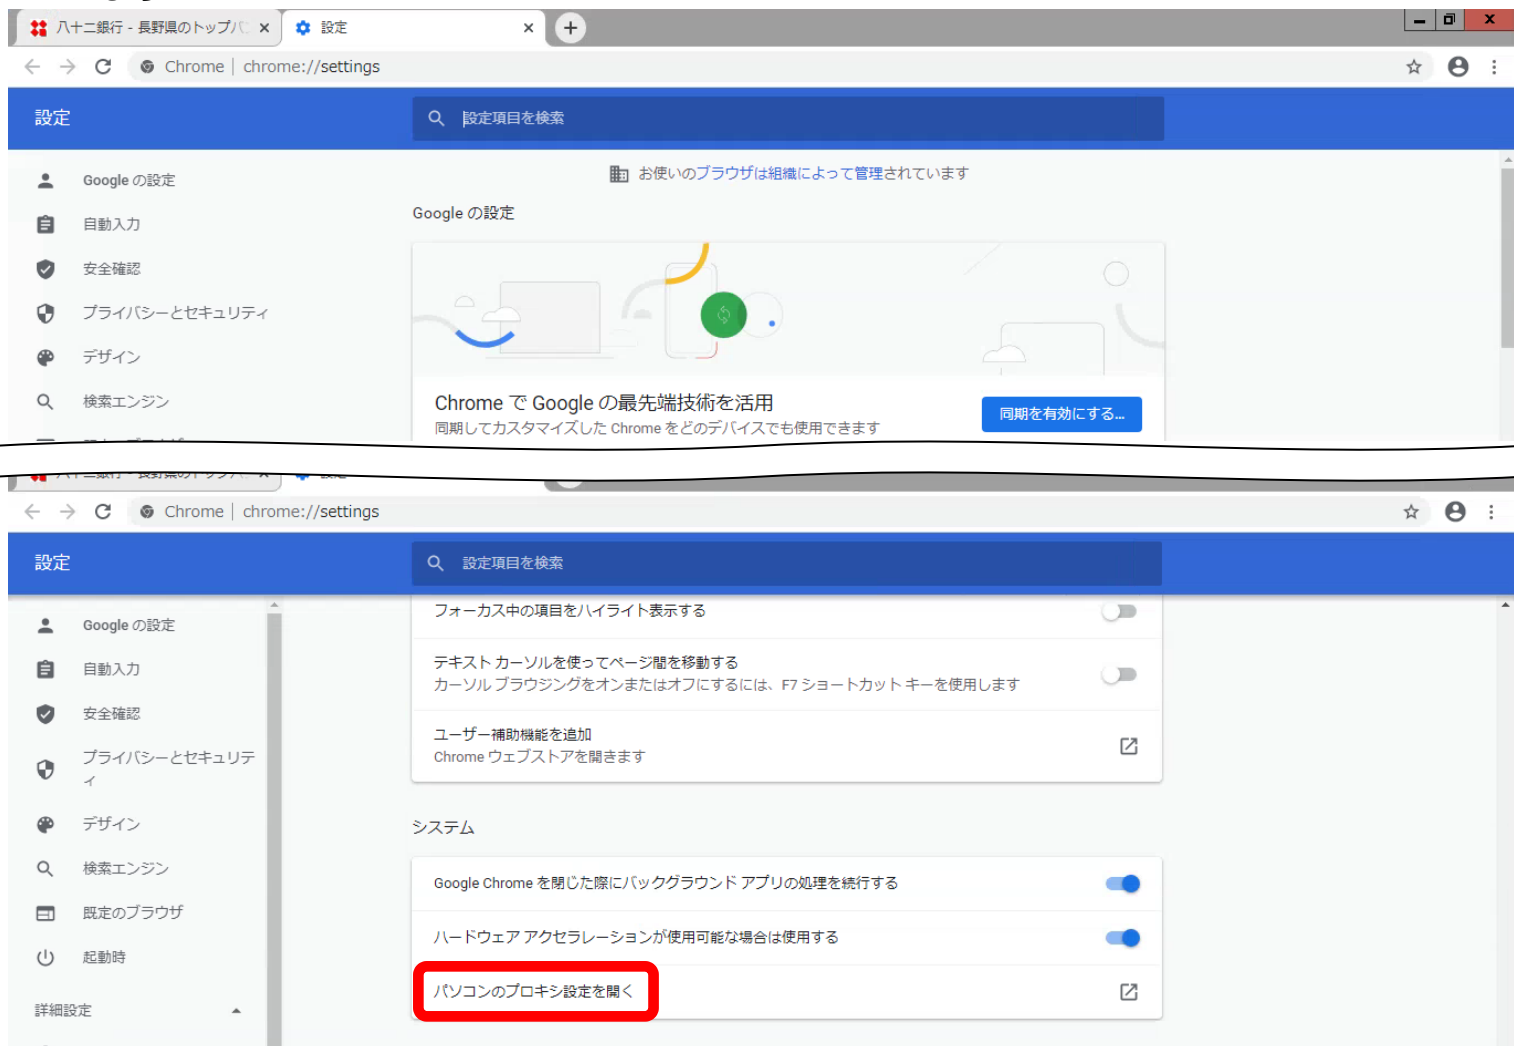 八十二銀行 - 長野県のトップバ
設定
Chrome | chrome://settings
設定
設定項目を検索
お使いのブラウザは組織によって管理されています
Google の設定
自動入力
安全確認
プライバシーとセキュリティ
デザイン
検索エンジン
Google の設定
Chrome で Google の最先端技術を活用
同期してカスタマイズした Chrome をどのデバイスでも使用できます
同期を有効にする...
Chrome | chrome://settings
設定
設定項目を検索
Google の設定
自動入力
安全確認
プライバシーとセキュリテ
ィ
デザイン
検索エンジン
既定のブラウザ
起動時
詳細設定
フォーカス中の項目をハイライト表示する
テキスト カーソルを使ってページ間を移動する
カーソル ブラウジングをオンまたはオフにするには、F7 ショートカット キーを使用します
ユーザー補助機能を追加
Chrome ウェブストアを開きます
システム
Google Chrome を閉じた際にバックグラウンド アプリの処理を続行する
ハードウェア アクセラレーションが使用可能な場合は使用する
パソコンのプロキシ設定を開く